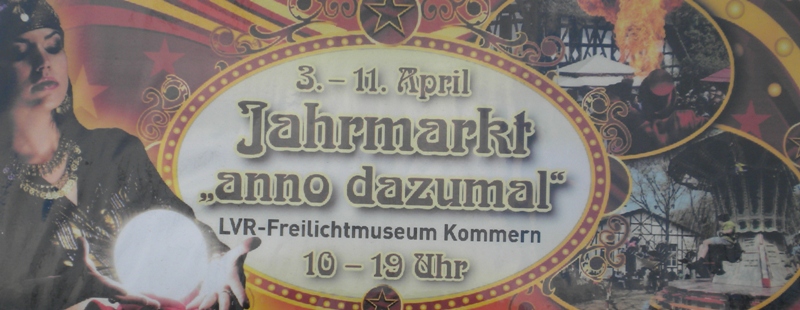 3. – 11. April
Jahrmarkt
„anno dazumal“
LVR-Freilichtmuseum Kommern
10 – 19 Uhr